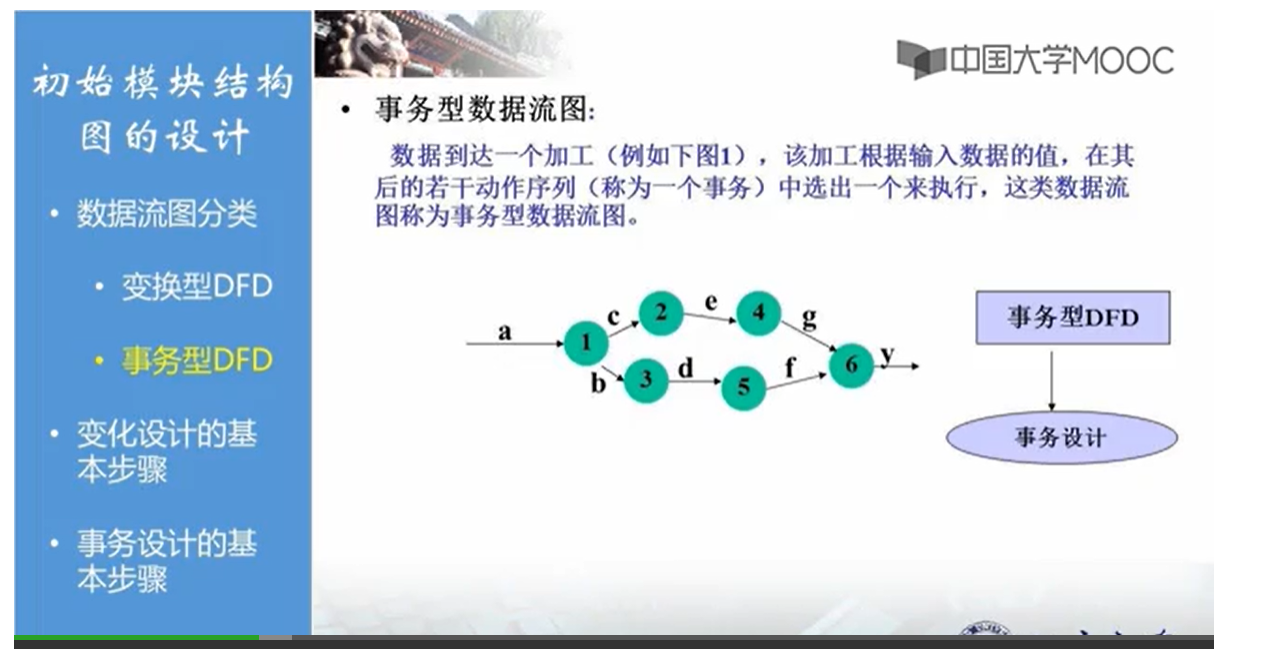 初始模块结构
图的设计
• 数据流图分类
• 变换型DFD
• 事务型DFD
• 变化设计的基
本步骤
• 事务设计的基
本步骤
中国大学MOOC
• 事务型数据流图:
数据到达一个加工（例如下图1），该加工根据输入数据的值，在其
后的若干动作序列（称为一个事务）中选出一个来执行，这类数据流
图称为事务型数据流图。
a
1
c
2
e
4
g
b
3
d
5
f
6
y
事务型DFD
事务设计